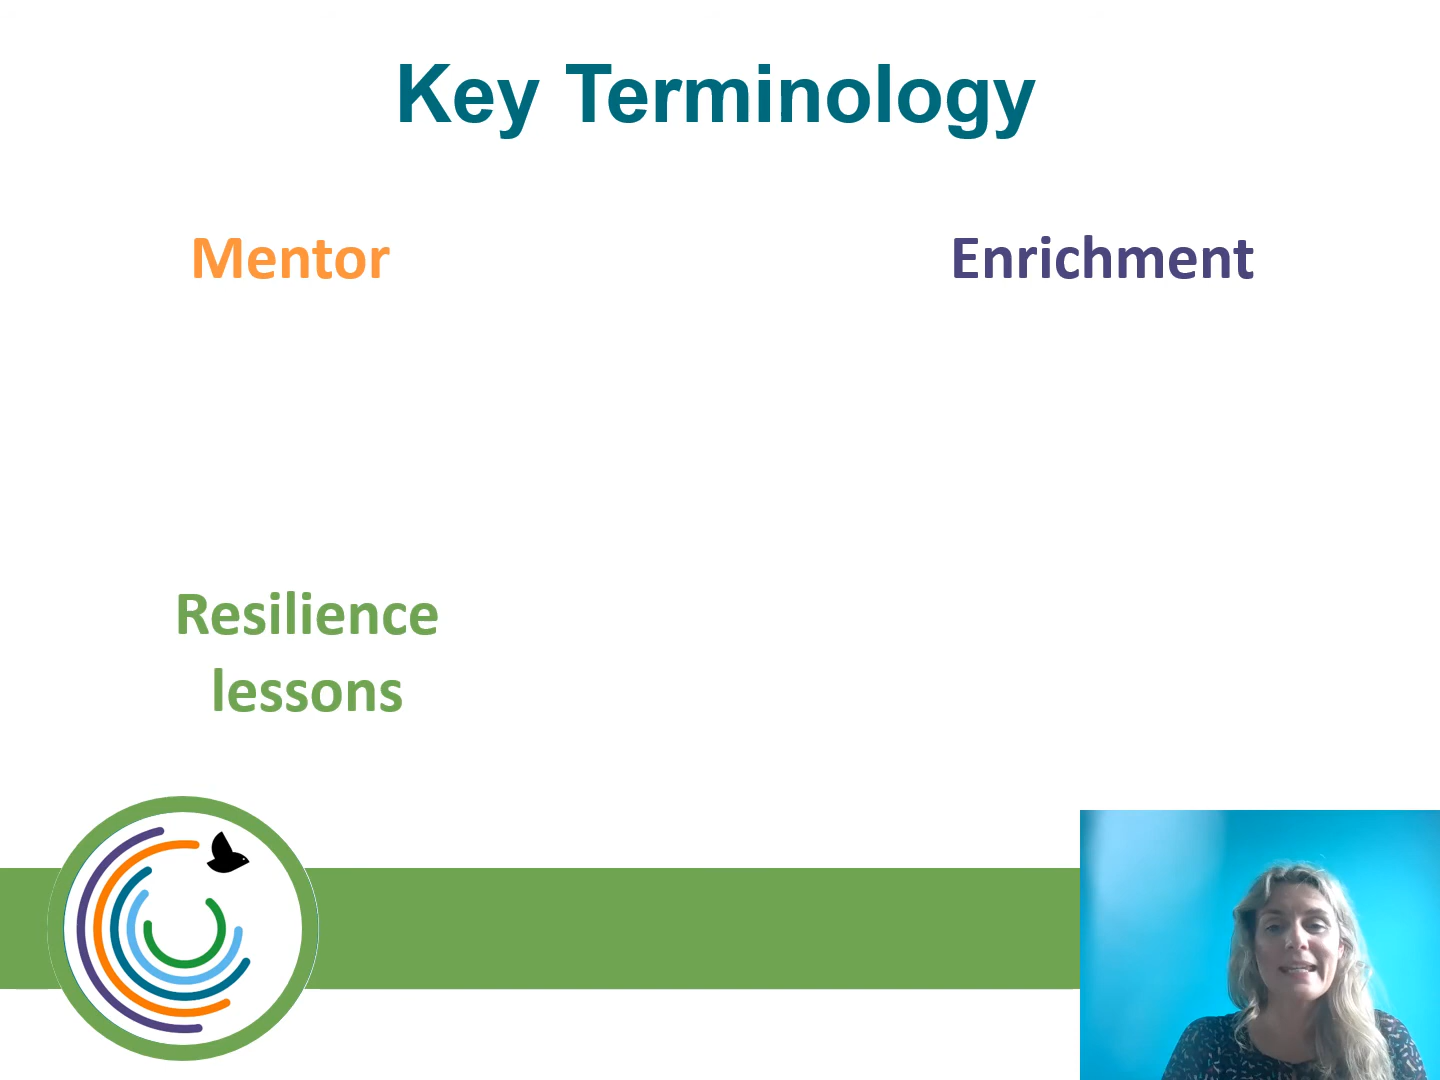 Key Terminology
Mentor
Enrichment
Resilience
lessons